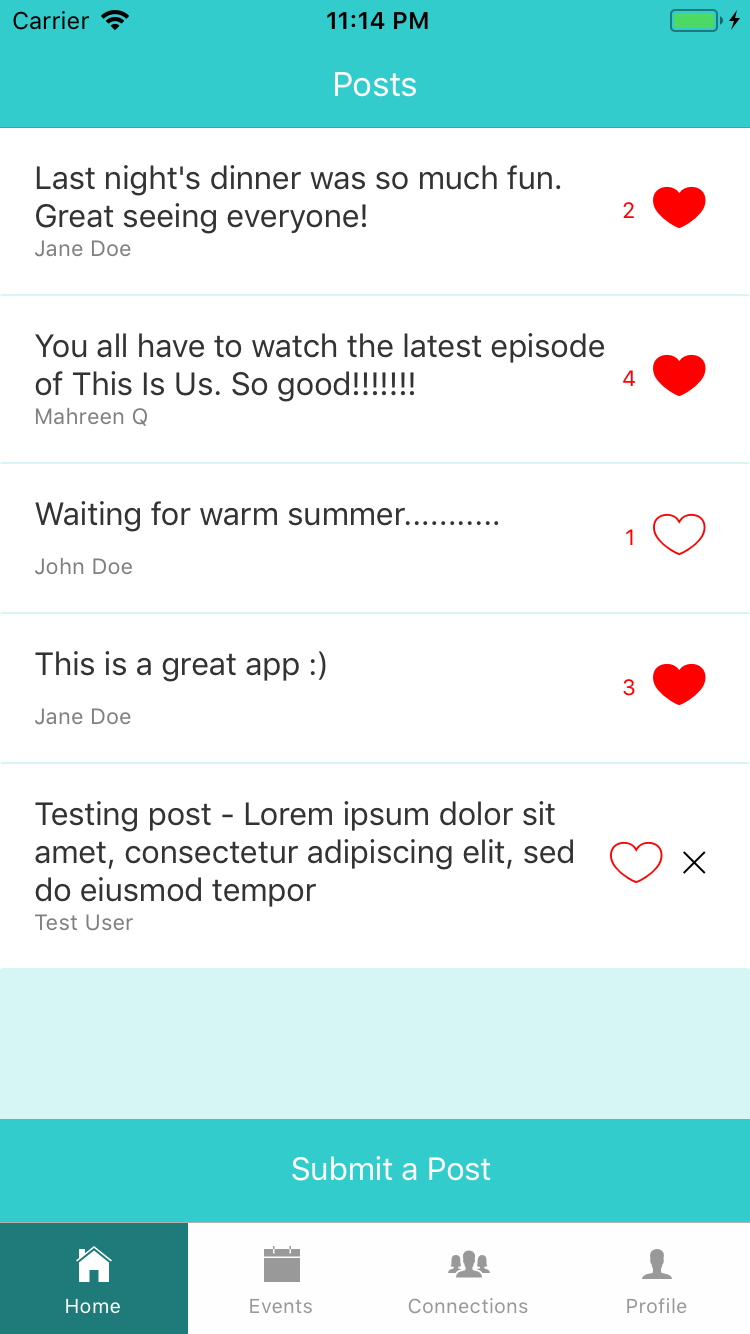 Carrier 11:14 PM
Posts
Last night's dinner was so much fun.
Great seeing everyone!
Jane Doe
2
You all have to watch the latest episode
of This Is Us. So good!!!!!!!
Mahreen Q
4
Waiting for warm summer...........
John Doe
1
This is a great app :)
Jane Doe
3
Testing post - Lorem ipsum dolor sit
amet, consectetur adipiscing elit, sed
do eiusmod tempor
Test User
Submit a Post
Home Events Connections Profile